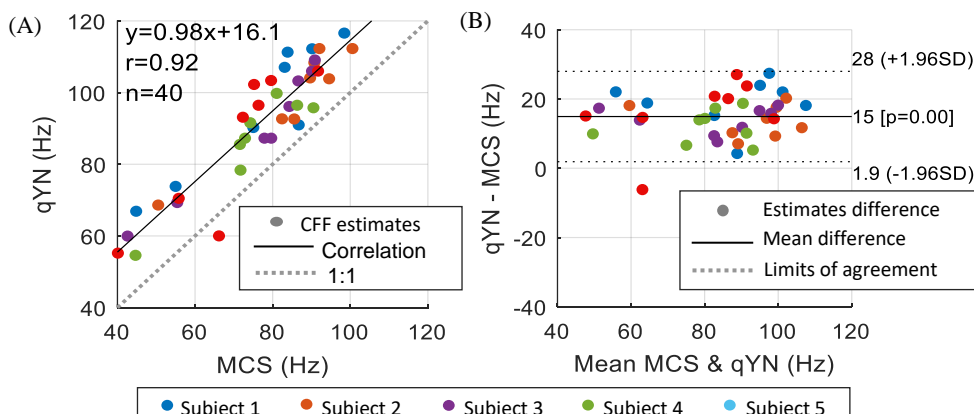 (A)
y=0.98x+16.1
r=0.92
n=40
120
100
80
60
40
qYN (Hz)
40 60 80 100 120
MCS (Hz)
CFF estimates
Correlation
1:1
(B)
40
20
0
-20
-40
qYN - MCS (Hz)
40 60 80 100 120
Mean MCS & qYN (Hz)
28 (+1.96SD)
15 [p=0.00]
1.9 (-1.96SD)
Estimates difference
Mean difference
Limits of agreement
Subject 1 Subject 2 Subject 3 Subject 4 Subject 5